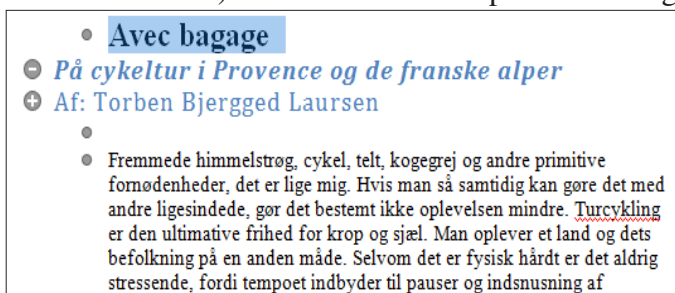 Avec bagage
På cykeltur i Provence og de franske alper
Af: Torben Bjergged Laursen
Fremmede himmelstrøg, cykel, telt, kogegrej og andre primitive
fornødenheder, det er lige mig. Hvis man så samtidig kan gøre det med
andre ligesindede, gør det bestemt ikke oplevelsen mindre. Turcykling
er den ultimative frihed for krop og sjæl. Man oplever et land og dets
befolkning på en anden måde. Selvom det er fysisk hårdt er det aldrig
stressende, fordi tempoet indbyder til pauser og indsnusning af